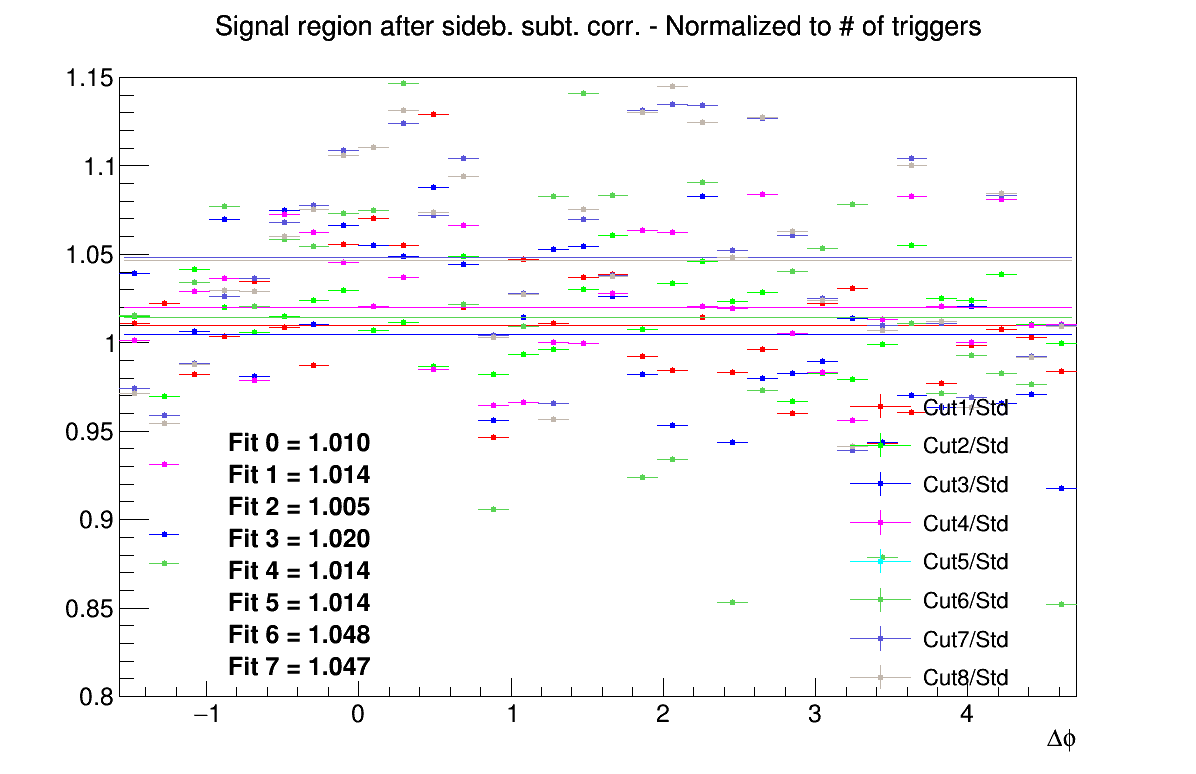 Signal region after sideb. subt. corr. - Normalized to # of triggers
1.15
1.1
1.05
1
0.95
0.9
0.85
0.8
Fit 0 = 1.010
Fit 1 = 1.014
Fit 2 = 1.005
Fit 3 = 1.020
Fit 4 = 1.014
Fit 5 = 1.014
Fit 6 = 1.048
Fit 7 = 1.047
Cut1/Std
Cut2/Std
Cut3/Std
Cut4/Std
Cut5/Std
Cut6/Std
Cut7/Std
Cut8/Std
−1 0 1 2 3 4
Δϕ